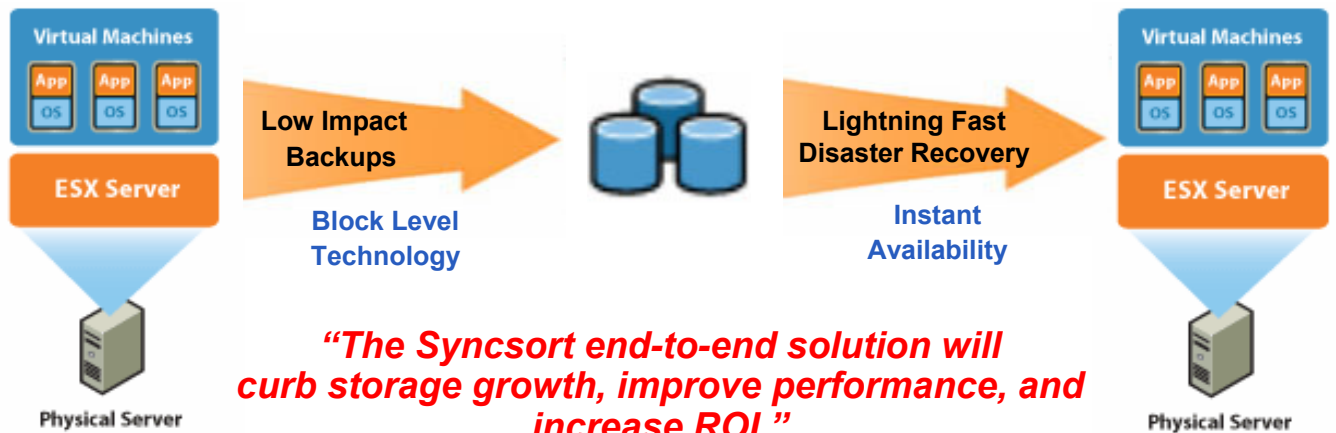 Virtual Machines
App App App
OS OS OS
ESX Server
Physical Server
Low Impact
Backups
Block Level
Technology
Lightning Fast
Disaster Recovery
Instant
Availability
Virtual Machines
App App App
OS OS OS
ESX Server
Physical Server
“The Syncsort end-to-end solution will
curb storage growth, improve performance, and
increase ROI.”